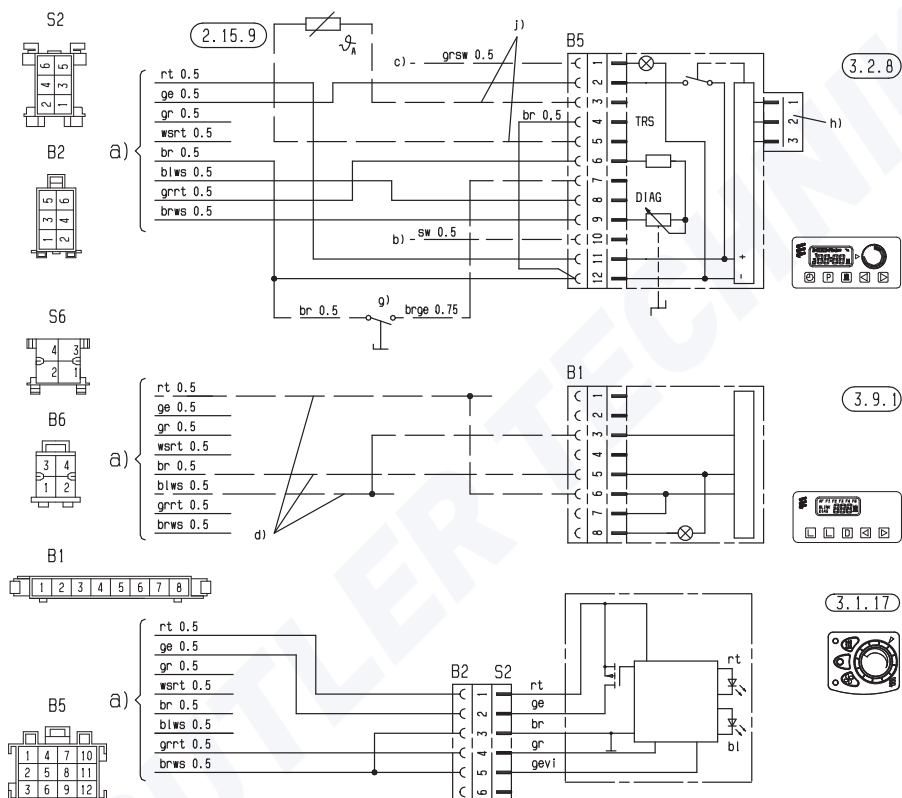 S2
6 5
4 3
2 1
B2
5 6
3 4
1 2
S6
4 3
2 1
B6
3 4
1 2
B1
1 2 3 4 5 6 7 8
B5
1 4 7 10
2 5 8 11
3 6 9 12
2.15.9
ϑA
j)
c) grsw 0.5
a)
rt 0.5
ge 0.5
gr 0.5
wsrt 0.5
br 0.5
blws 0.5
grrt 0.5
brws 0.5
br 0.5
b) sw 0.5
br 0.5
g)
brge 0.75
B5
1
2
3
4
5
6
7
8
9
10
11
12
TRS
DIAG
+
-
1
2
3
h)
3.2.8
P
a)
rt 0.5
ge 0.5
gr 0.5
wsrt 0.5
br 0.5
blws 0.5
grrt 0.5
brws 0.5
d)
B1
1
2
3
4
5
6
7
8
3.9.1
L L D
a)
rt 0.5
ge 0.5
gr 0.5
wsrt 0.5
br 0.5
blws 0.5
grrt 0.5
brws 0.5
B2 S2
1
2
3
4
5
6
rt
ge
br
gr
gevi
rt
bl
3.1.17
UTLER TECHNIK